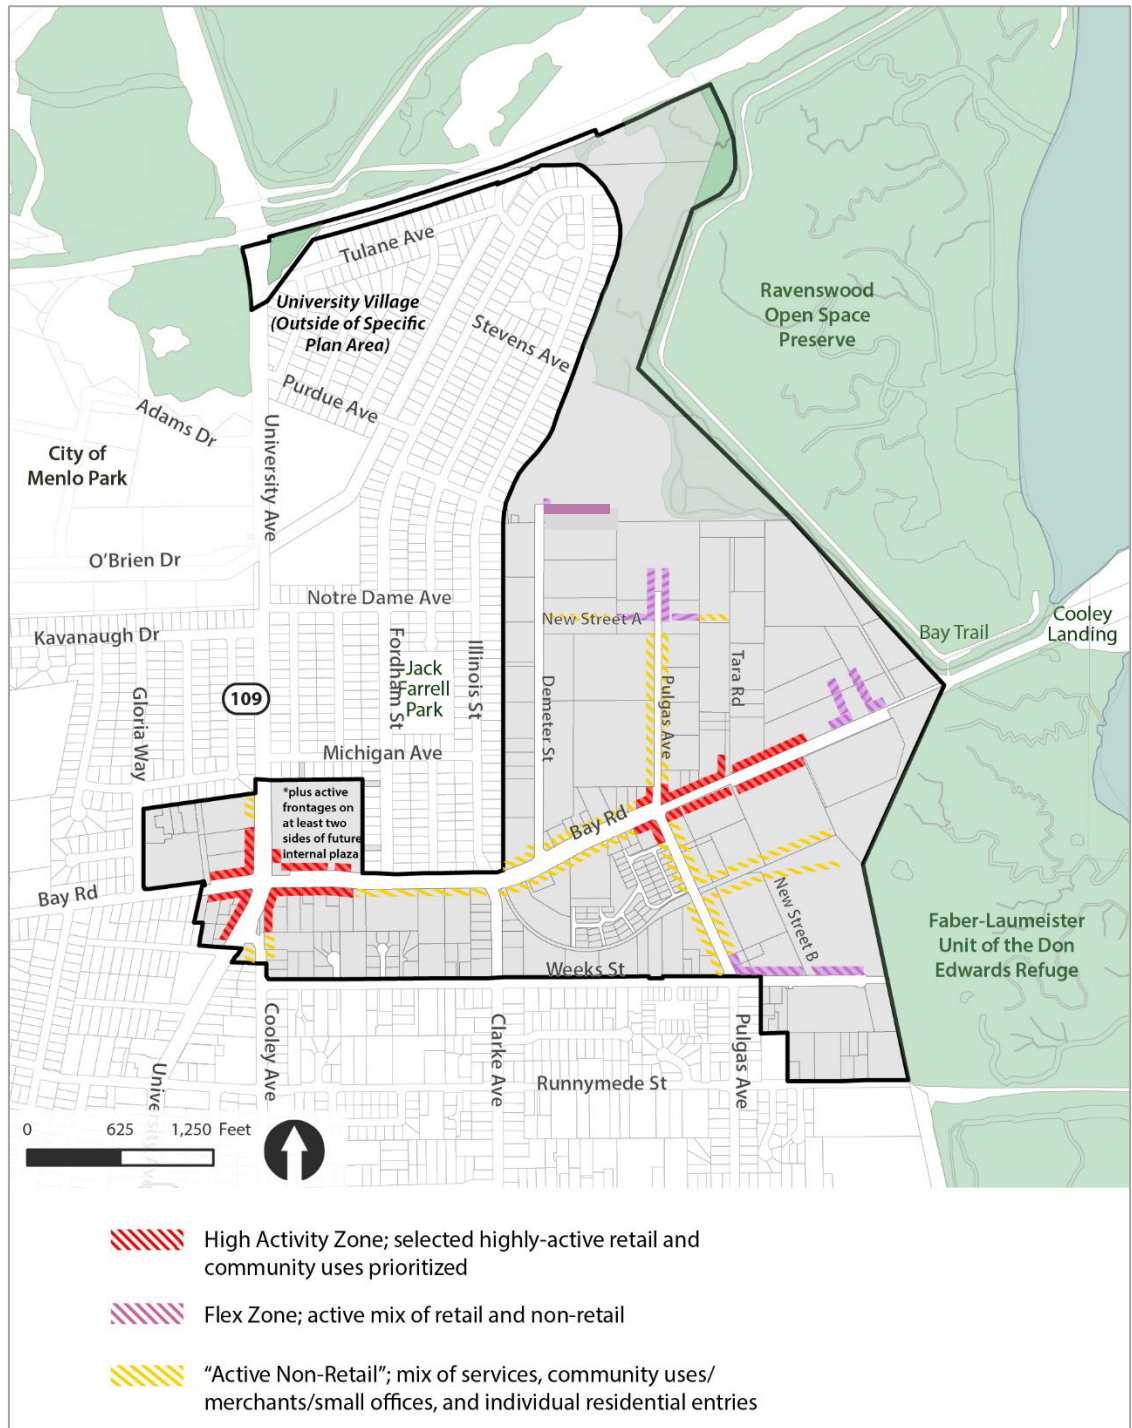 Tulane Ave
University Village
(Outside of Specific
Plan Area)
Stevens Ave
Purdue Ave
Ravenswood
Open Space
Preserve
Adams Dr
City of
Menlo Park
University Ave
O'Brien Dr
Notre Dame Ave
Kavanaugh Dr
New Street A
Bay Trail
Cooley
Landing
Fordham St
Jack
Farrell
Park
Illinois St
Demeter St
Pulgas Ave
Tara Rd
Gloria Way
109
Michigan Ave
*plus active
frontages on
at least two
sides of future
internal plaza
Bay Rd
Bay Rd
New Street B
Faber-Laumeister
Unit of the Don
Edwards Refuge
Weeks St
Cooley Ave
Clarke Ave
Pulgas Ave
Runnymede St
University Ave
0 625 1,250 Feet
High Activity Zone; selected highly-active retail and
community uses prioritized
Flex Zone; active mix of retail and non-retail
“Active Non-Retail”; mix of services, community uses/
merchants/small offices, and individual residential entries